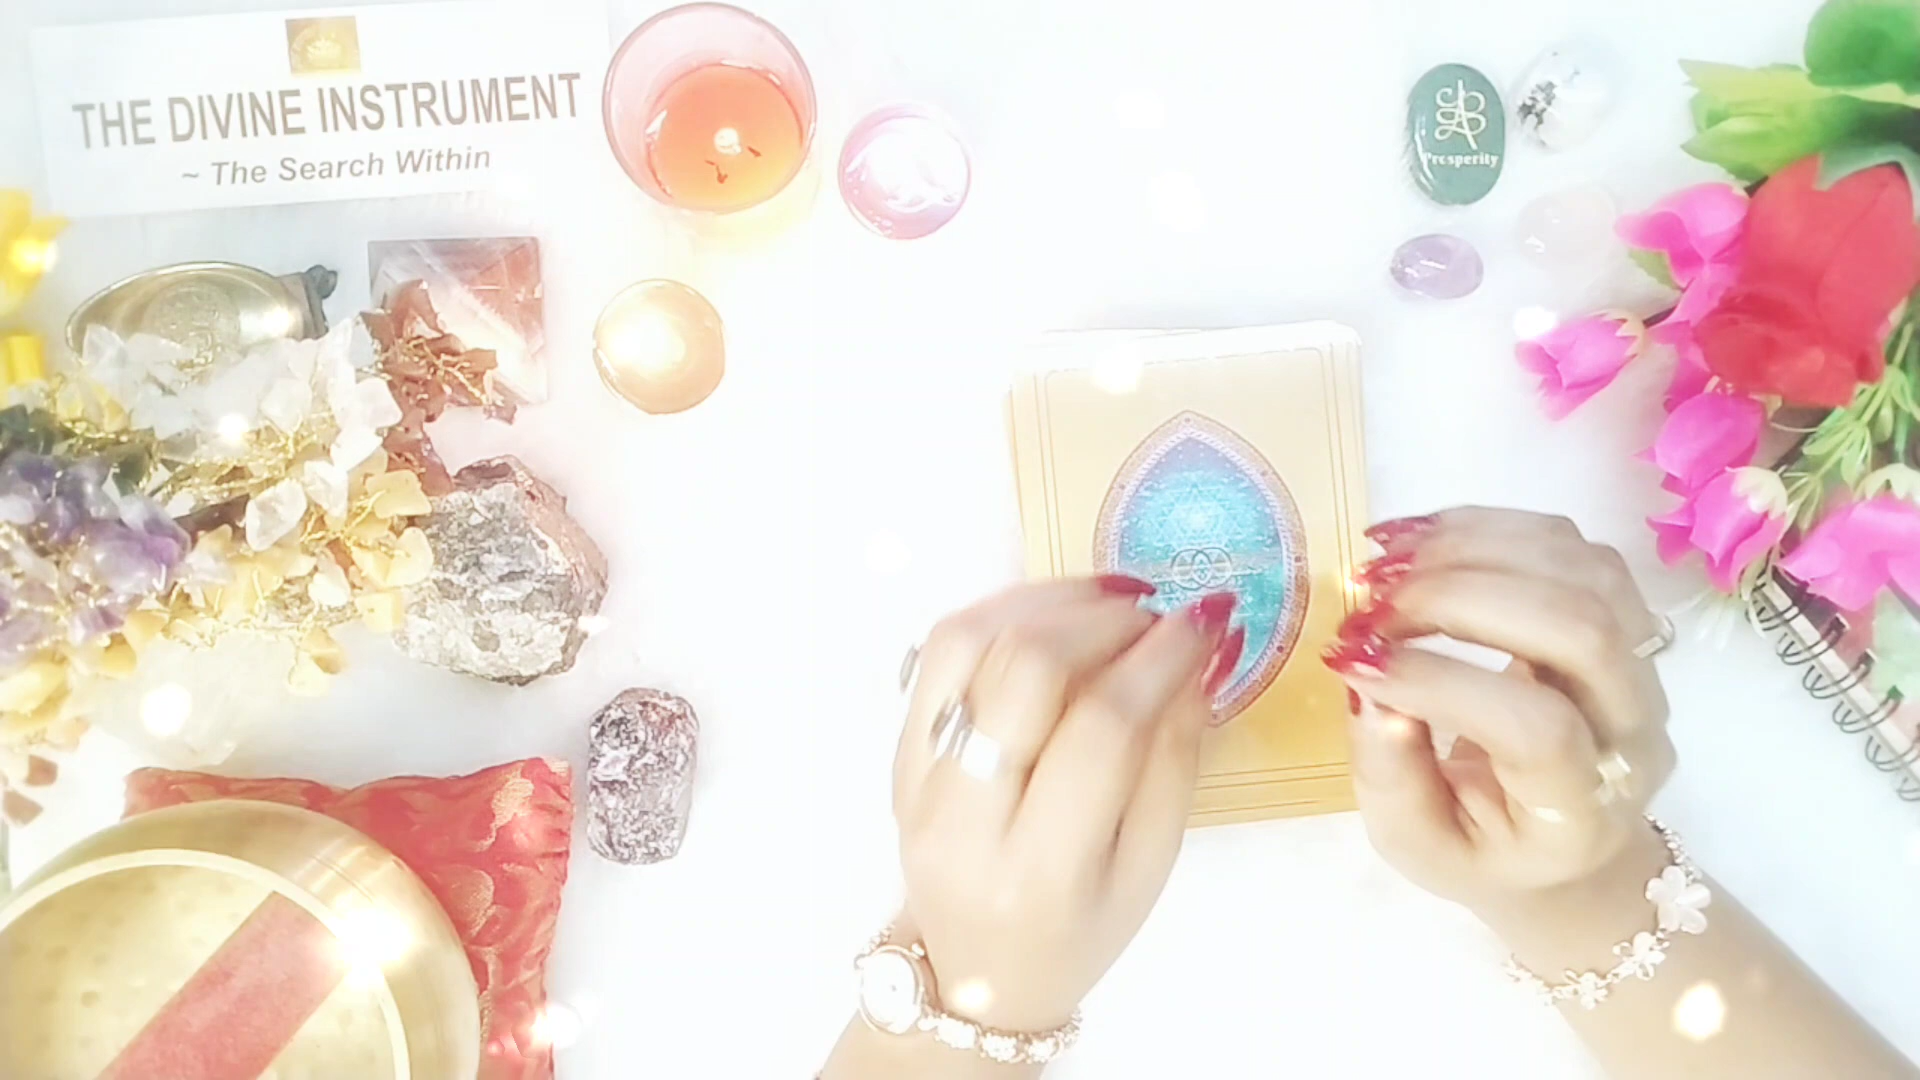 THE DIVINE INSTRUMENT
~ The Search Within
Prosperity